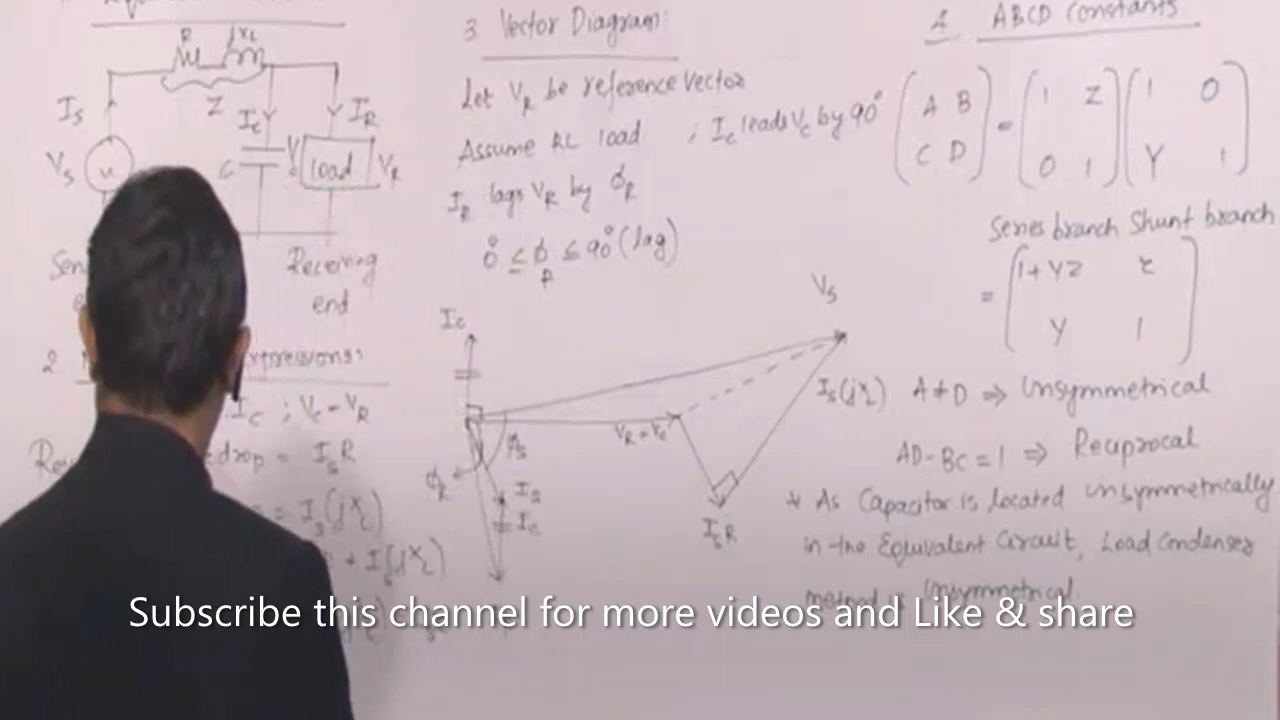 R jXL
Z
Is
Ic
IR
Vs
C
load
VR
Receiving
end
2
Ic ; Vc = VR
drop = IsR
= Is(jXL)
+ Is(jXL)
3 Vector Diagram:
Let VR be reference Vector
Assume RL load ; Ic leads Vc by 90°
IR lags VR by ϕR
0° ≤ ϕR ≤ 90° (lag)
Ic
Vs
VR = Vc
Is(jXL)
ϕs
ϕR
Is
Ic
IsR
4 ABCD Constants
(A B) = (1 Z)(1 0)
(C D) (0 1)(Y 1)
Series branch Shunt branch
= (1+YZ Z)
(Y 1)
A ≠ D ⇒ Unsymmetrical
AD-BC = 1 ⇒ Reciprocal
* As Capacitor is located unsymmetrically
in the Equivalent Circuit, Load Condenser
method unsymmetrical
Subscribe this channel for more videos and Like & share